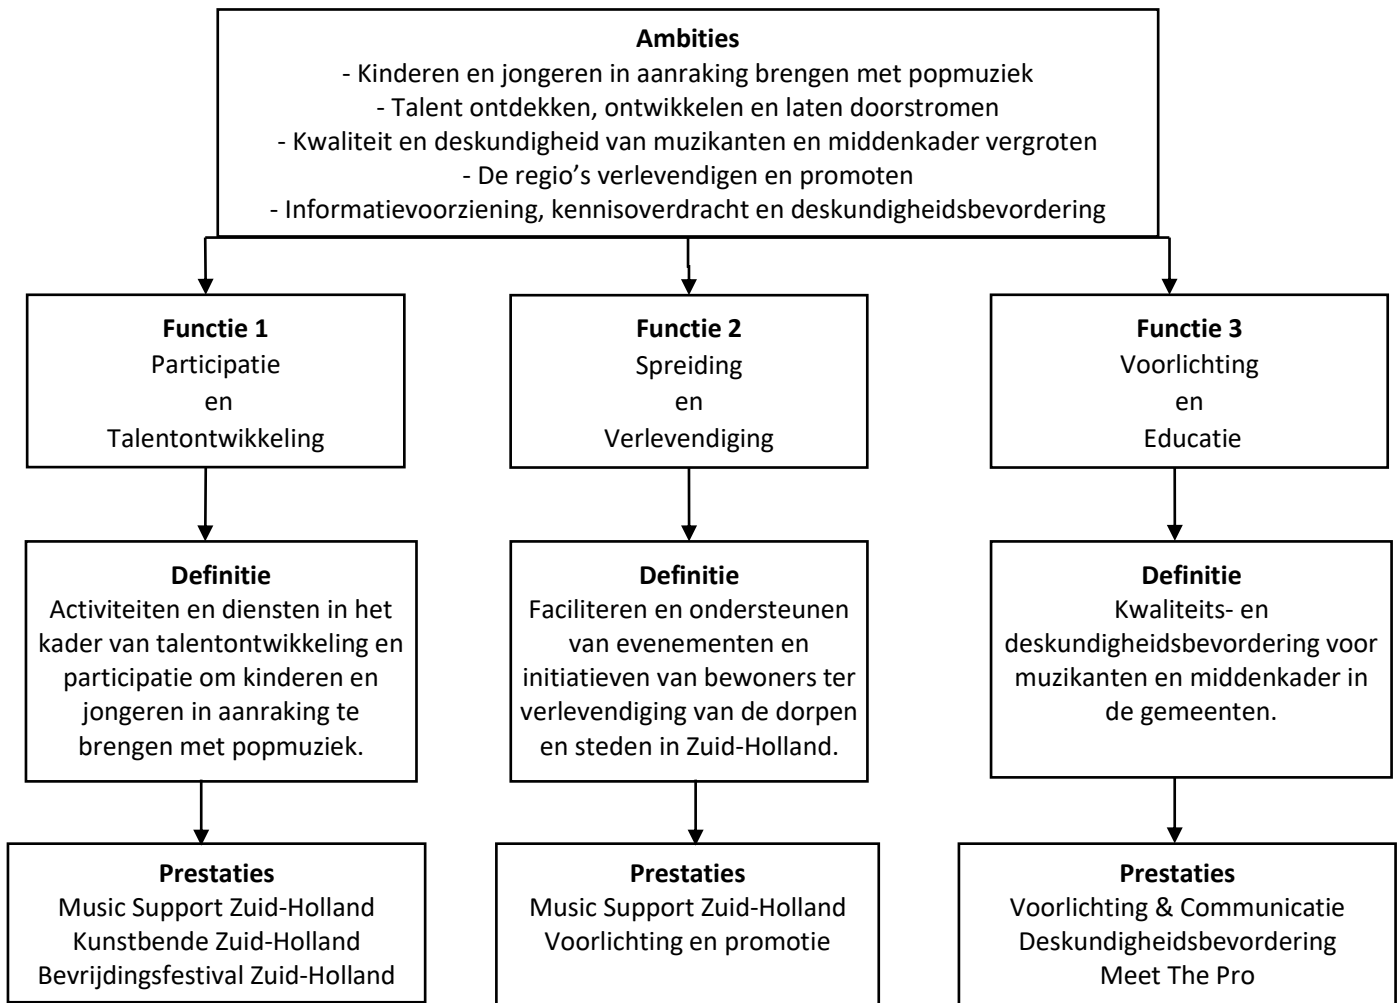 Ambities
- Kinderen en jongeren in aanraking brengen met popmuziek
- Talent ontdekken, ontwikkelen en laten doorstromen
- Kwaliteit en deskundigheid van muzikanten en middenkader vergroten
- De regio’s verlevendigen en promoten
- Informatievoorziening, kennisoverdracht en deskundigheidsbevordering
Functie 1
Participatie
en
Talentontwikkeling
Functie 2
Spreiding
en
Verlevendiging
Functie 3
Voorlichting
en
Educatie
Definitie
Activiteiten en diensten in het
kader van talentontwikkeling en
participatie om kinderen en
jongeren in aanraking te
brengen met popmuziek.
Definitie
Faciliteren en ondersteunen
van evenementen en
initiatieven van bewoners ter
verlevendiging van de dorpen
en steden in Zuid-Holland.
Definitie
Kwaliteits- en
deskundigheidsbevordering voor
muzikanten en middenkader in
de gemeenten.
Prestaties
Music Support Zuid-Holland
Kunstbende Zuid-Holland
Bevrijdingsfestival Zuid-Holland
Prestaties
Music Support Zuid-Holland
Voorlichting en promotie
Prestaties
Voorlichting & Communicatie
Deskundigheidsbevordering
Meet The Pro